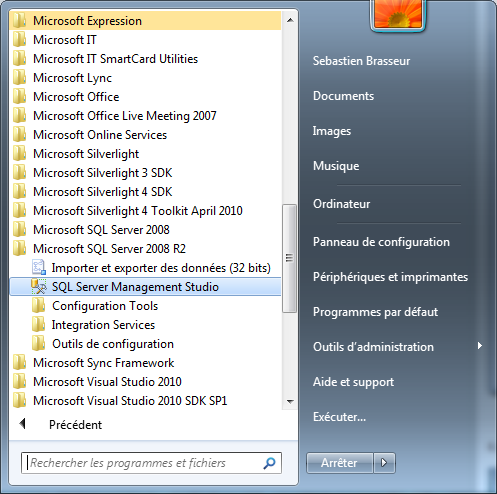 Microsoft Expression
Microsoft IT
Microsoft IT SmartCard Utilities
Microsoft Lync
Microsoft Office
Microsoft Office Live Meeting 2007
Microsoft Online Services
Microsoft Silverlight
Microsoft Silverlight 3 SDK
Microsoft Silverlight 4 SDK
Microsoft Silverlight 4 Toolkit April 2010
Microsoft SQL Server 2008
Microsoft SQL Server 2008 R2
Importer et exporter des données (32 bits)
SQL Server Management Studio
Configuration Tools
Integration Services
Outils de configuration
Microsoft Sync Framework
Microsoft Visual Studio 2010
Microsoft Visual Studio 2010 SDK SP1
Précédent
Rechercher les programmes et fichiers
Sebastien Brasseur
Documents
Images
Musique
Ordinateur
Panneau de configuration
Périphériques et imprimantes
Programmes par défaut
Outils d'administration
Aide et support
Exécuter...
Arrêter